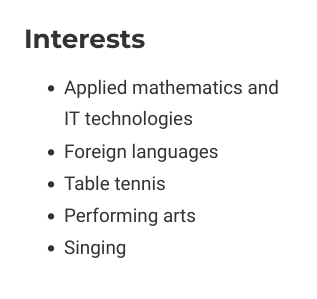 Interests
• Applied mathematics and
IT technologies
• Foreign languages
• Table tennis
• Performing arts
• Singing